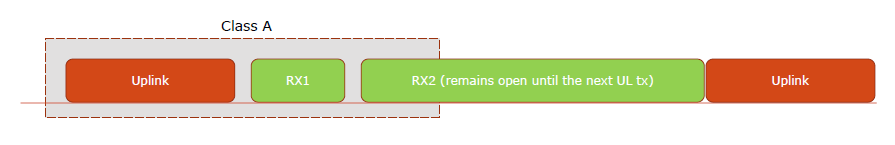 Class A
Uplink
RX1
RX2 (remains open until the next UL tx)
Uplink